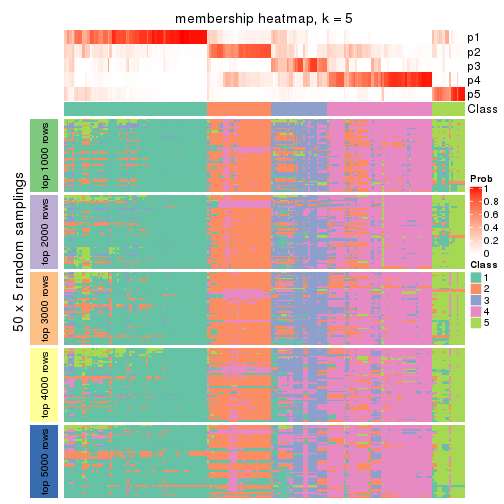 membership heatmap, k = 5
p1
p2
p3
p4
p5
Class
50 x 5 random samplings
top 1000 rows
top 2000 rows
top 3000 rows
top 4000 rows
top 5000 rows
Prob
1
0.8
0.6
0.4
0.2
0
Class
1
2
3
4
5